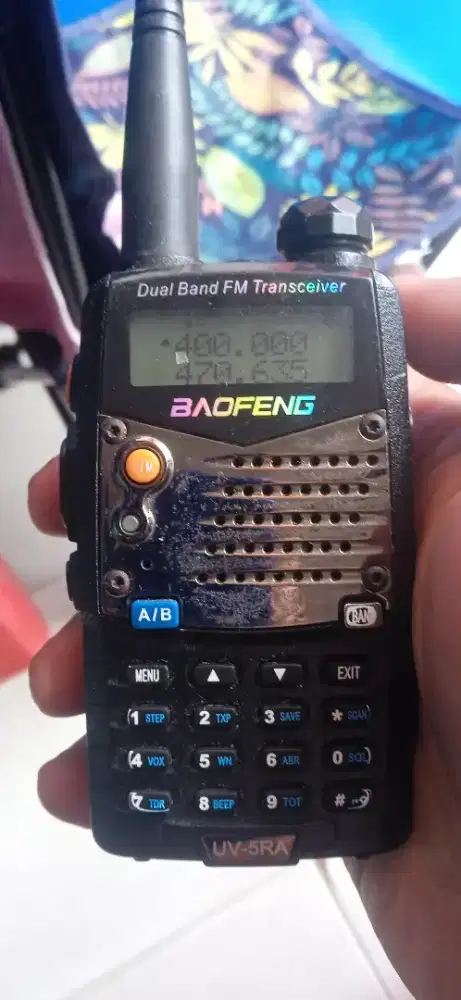 Dual Band FM Transceiver
400.000
470.635
BAOFENG
A/B
BAND
MENU ▲ ▼ EXIT
1 STEP 2 TXP 3 SAVE * SCAN
4 VOX 5 WN 6 ABR 0 SQL
7 TDR 8 BEEP 9 TOT #
UV-5RA